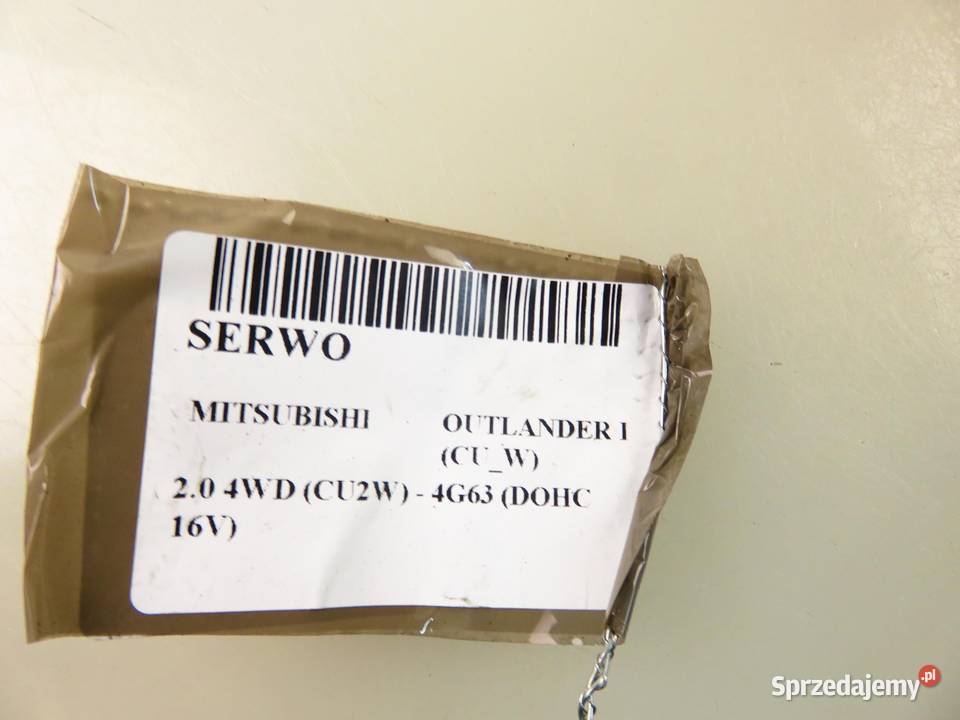 SERWO
MITSUBISHI OUTLANDER I
(CU_W)
2.0 4WD (CU2W) - 4G63 (DOHC
16V)
Sprzedajemy.pl